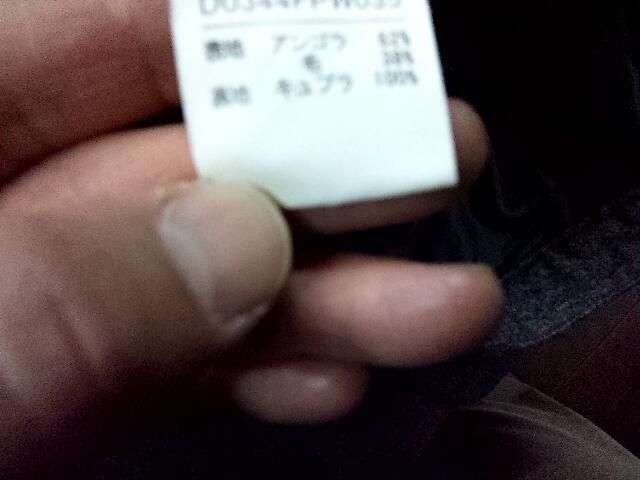 表地 アンゴラ 62%
毛 38%
裏地 キュプラ 100%